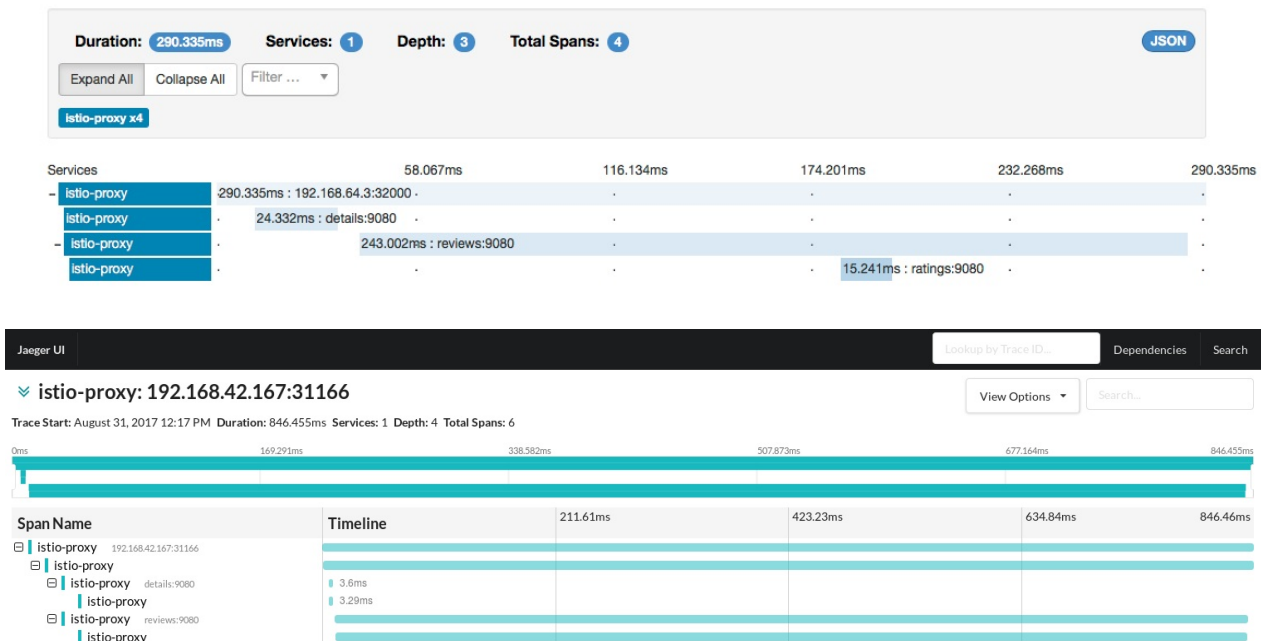 Duration: 290.335ms Services: 1 Depth: 3 Total Spans: 4 JSON
Expand All Collapse All Filter ...
istio-proxy x4
Services 58.067ms 116.134ms 174.201ms 232.268ms 290.335ms
istio-proxy 290.335ms : 192.168.64.3:32000
istio-proxy 24.332ms : details:9080
istio-proxy 243.002ms : reviews:9080
istio-proxy 15.241ms : ratings:9080
Jaeger UI Lookup by Trace ID... Dependencies Search
istio-proxy: 192.168.42.167:31166 View Options Search...
Trace Start: August 31, 2017 12:17 PM Duration: 846.455ms Services: 1 Depth: 4 Total Spans: 6
0ms 169.291ms 338.582ms 507.873ms 677.164ms 846.455ms
Span Name Timeline 211.61ms 423.23ms 634.84ms 846.46ms
istio-proxy 192.168.42.167:31166
istio-proxy
istio-proxy details:9080 3.6ms
istio-proxy 3.29ms
istio-proxy reviews:9080
istio-proxy